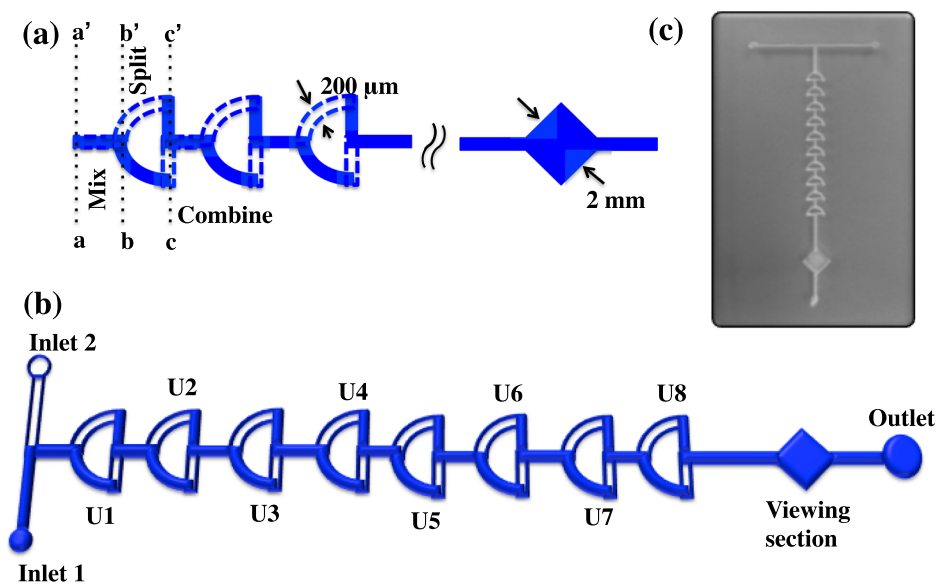 (a)
a’ b’ c’
Split
200 μm
Mix
Combine
2 mm
a b c
(c)
(b)
Inlet 2
U2 U4 U6 U8
Outlet
U1 U3 U5 U7
Viewing
section
Inlet 1